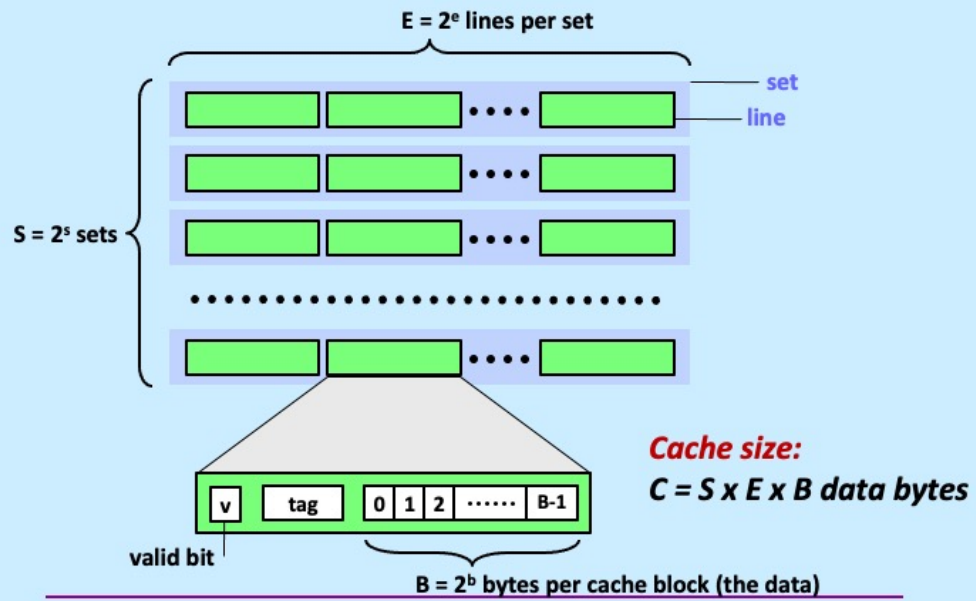 E = 2ᵉ lines per set
set
line
S = 2ˢ sets
Cache size:
C = S x E x B data bytes
v
tag
0 1 2 ...... B-1
valid bit
B = 2ᵇ bytes per cache block (the data)